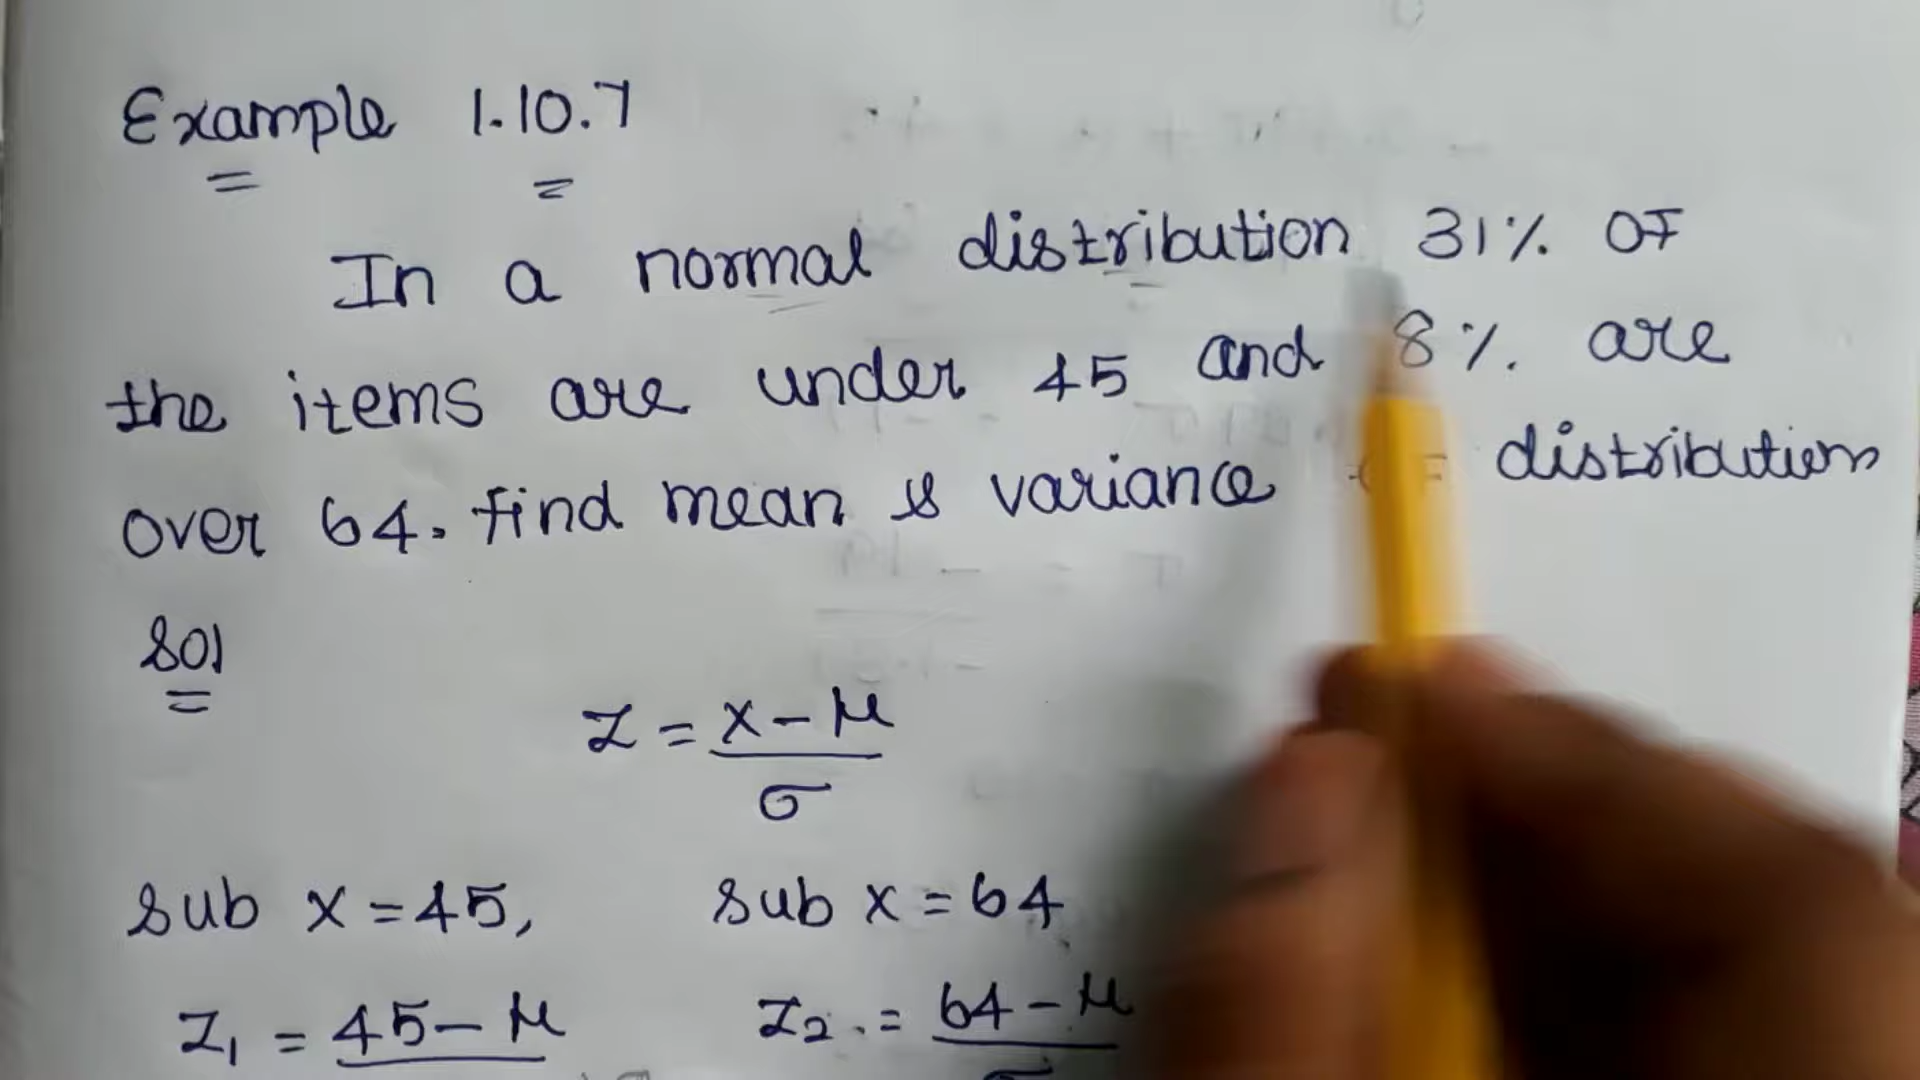 Example 1.10.7
In a normal distribution 31% OF
the items are under 45 and 8% are
over 64. find mean & variance distribution
Sol
Z = x - μ
σ
sub x = 45, sub x = 64
Z1 = 45 - μ Z2 = 64 - μ